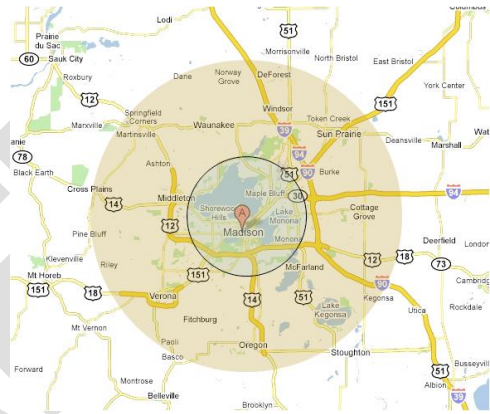 Lodi
Columbus
Prairie
du Sac
51
Morrisonville
60
Sauk City
North Bristol
East Bristol
Roxbury
Dane
Norway
Grove
DeForest
York Center
12
151
Windsor
Springfield
Corners
Token Creek
Marxville
Waunakee
39
Sun Prairie
Martinsville
Deansville
Marshall
94
78
Ashton
51
90
Burke
Black Earth
Cross Plains
Middleton
Maple Bluff
30
94
14
Shorewood
Hills
A
Lake
Monona
Cottage
Grove
12
Madison
Pine Bluff
Monona
Deerfield
London
Klevenville
Riley
12
18
McFarland
73
Mt Horeb
151
90
Cambridg
151
18
Verona
14
51
Kegonsa
Lake
Kegonsa
Rockdale
Fitchburg
Utica
Mt Vernon
Paoli
Oregon
Stoughton
Basco
Busseyvil
Forward
51
Montrose
Albion
Belleville
39
Brooklyn